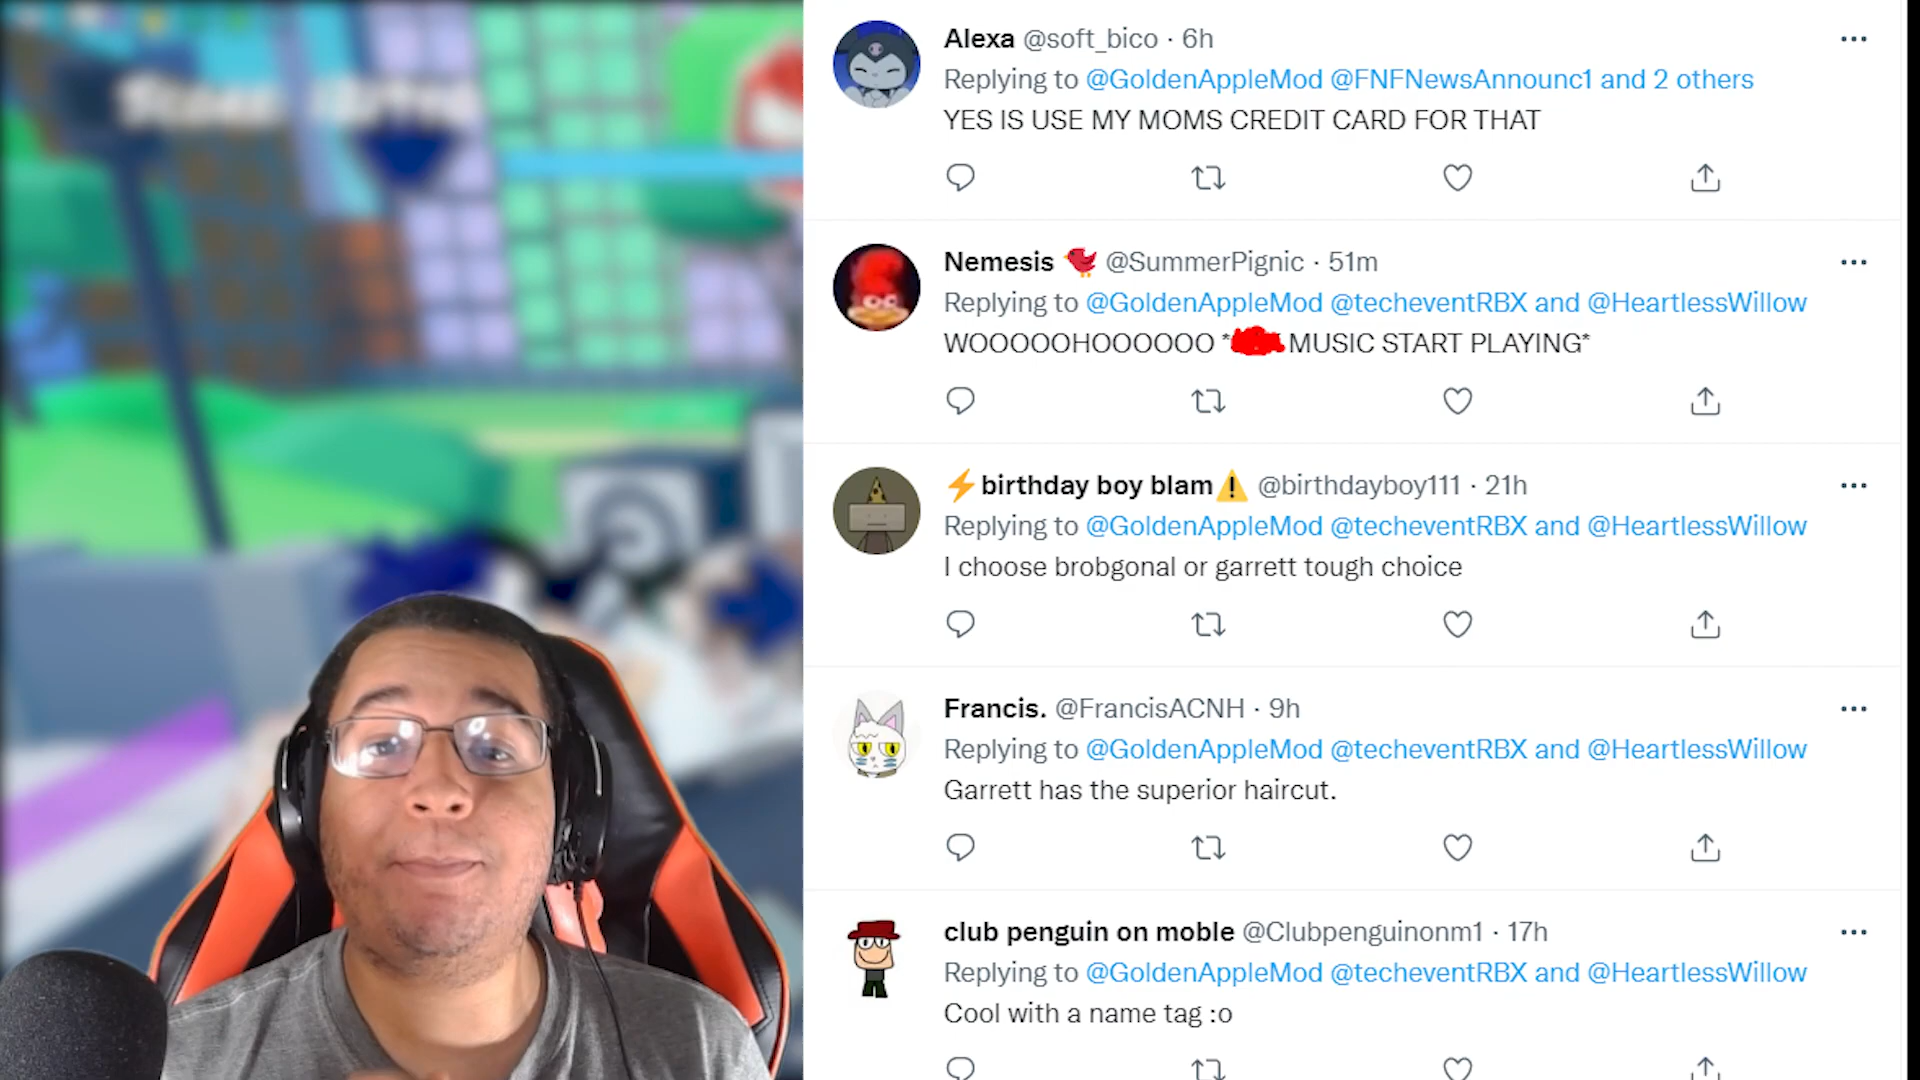 Alexa @soft_bico · 6h
Replying to @GoldenAppleMod @FNFNewsAnnounc1 and 2 others
YES IS USE MY MOMS CREDIT CARD FOR THAT
Nemesis @SummerPignic · 51m
Replying to @GoldenAppleMod @techeventRBX and @HeartlessWillow
WOOOOOHOOOOOO * MUSIC START PLAYING*
⚡birthday boy blam⚠️ @birthdayboy111 · 21h
Replying to @GoldenAppleMod @techeventRBX and @HeartlessWillow
I choose brobgonal or garrett tough choice
Francis. @FrancisACNH · 9h
Replying to @GoldenAppleMod @techeventRBX and @HeartlessWillow
Garrett has the superior haircut.
club penguin on moble @Clubpenguinonm1 · 17h
Replying to @GoldenAppleMod @techeventRBX and @HeartlessWillow
Cool with a name tag :o